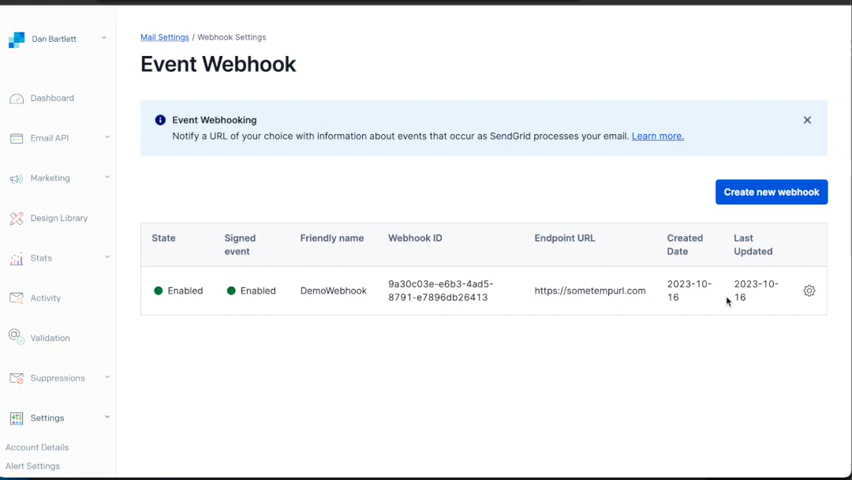 Dan Bartlett
Dashboard
Email API
Marketing
Design Library
Stats
Activity
Validation
Suppressions
Settings
Account Details
Alert Settings
Mail Settings / Webhook Settings
Event Webhook
Event Webhooking
Notify a URL of your choice with information about events that occur as SendGrid processes your email. Learn more.
Create new webhook
State
Signed
event
Friendly name
Webhook ID
Endpoint URL
Created
Date
Last
Updated
Enabled
Enabled
DemoWebhook
9a30c03e-e6b3-4ad5-
8791-e7896db26413
https://sometempurl.com
2023-10-
16
2023-10-
16